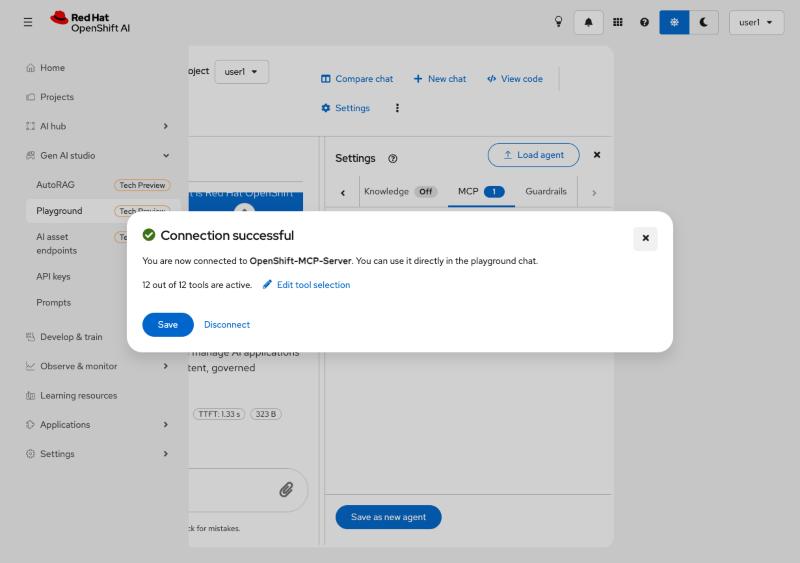 Red Hat
OpenShift AI
user1
Home
Projects
AI hub
Gen AI studio
AutoRAG
Tech Preview
Playground
Tech Preview
AI asset
endpoints
API keys
Prompts
Develop & train
Observe & monitor
Learning resources
Applications
Settings
user1
Compare chat
New chat
View code
Settings
Settings
Load agent
Knowledge Off
MCP 1
Guardrails
Connection successful
You are now connected to OpenShift-MCP-Server. You can use it directly in the playground chat.
12 out of 12 tools are active.
Edit tool selection
Save
Disconnect
manage AI applications
governed
TTFT: 1.33 s
323 B
for mistakes.
Save as new agent